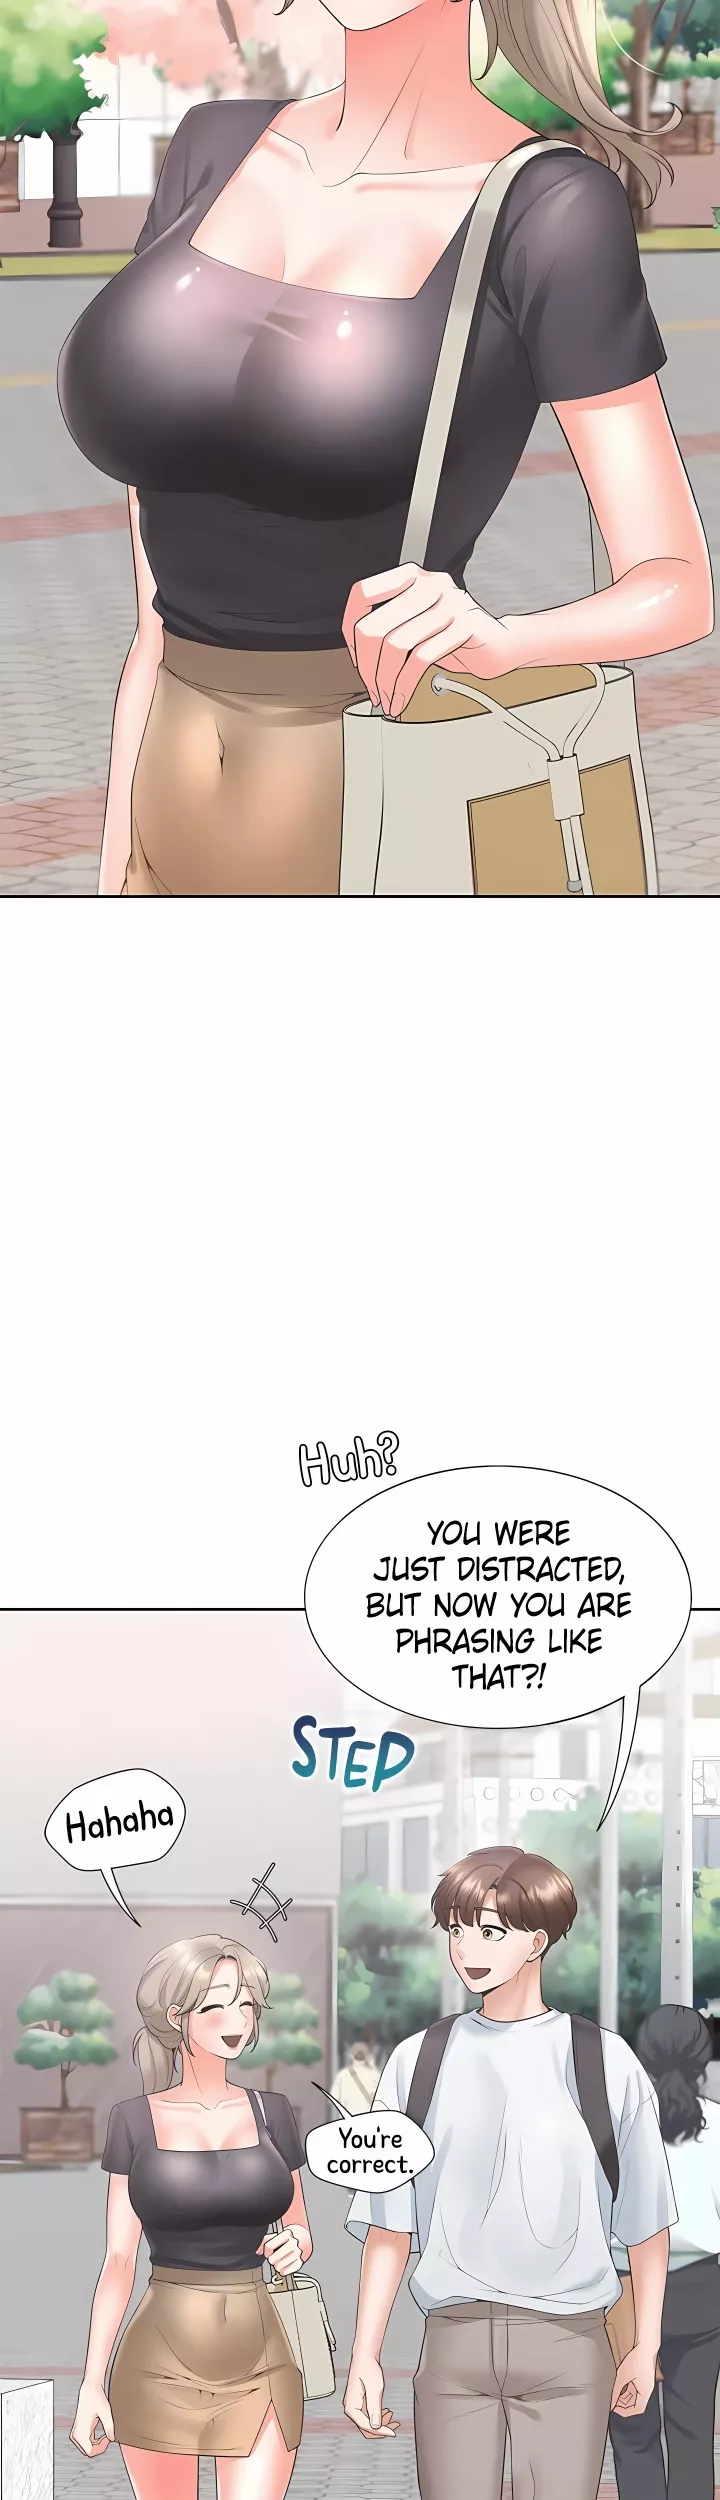 Huh?
YOU WERE
JUST DISTRACTED,
BUT NOW YOU ARE
PHRASING LIKE
THAT?!
STEP
Hahaha
You're
correct.